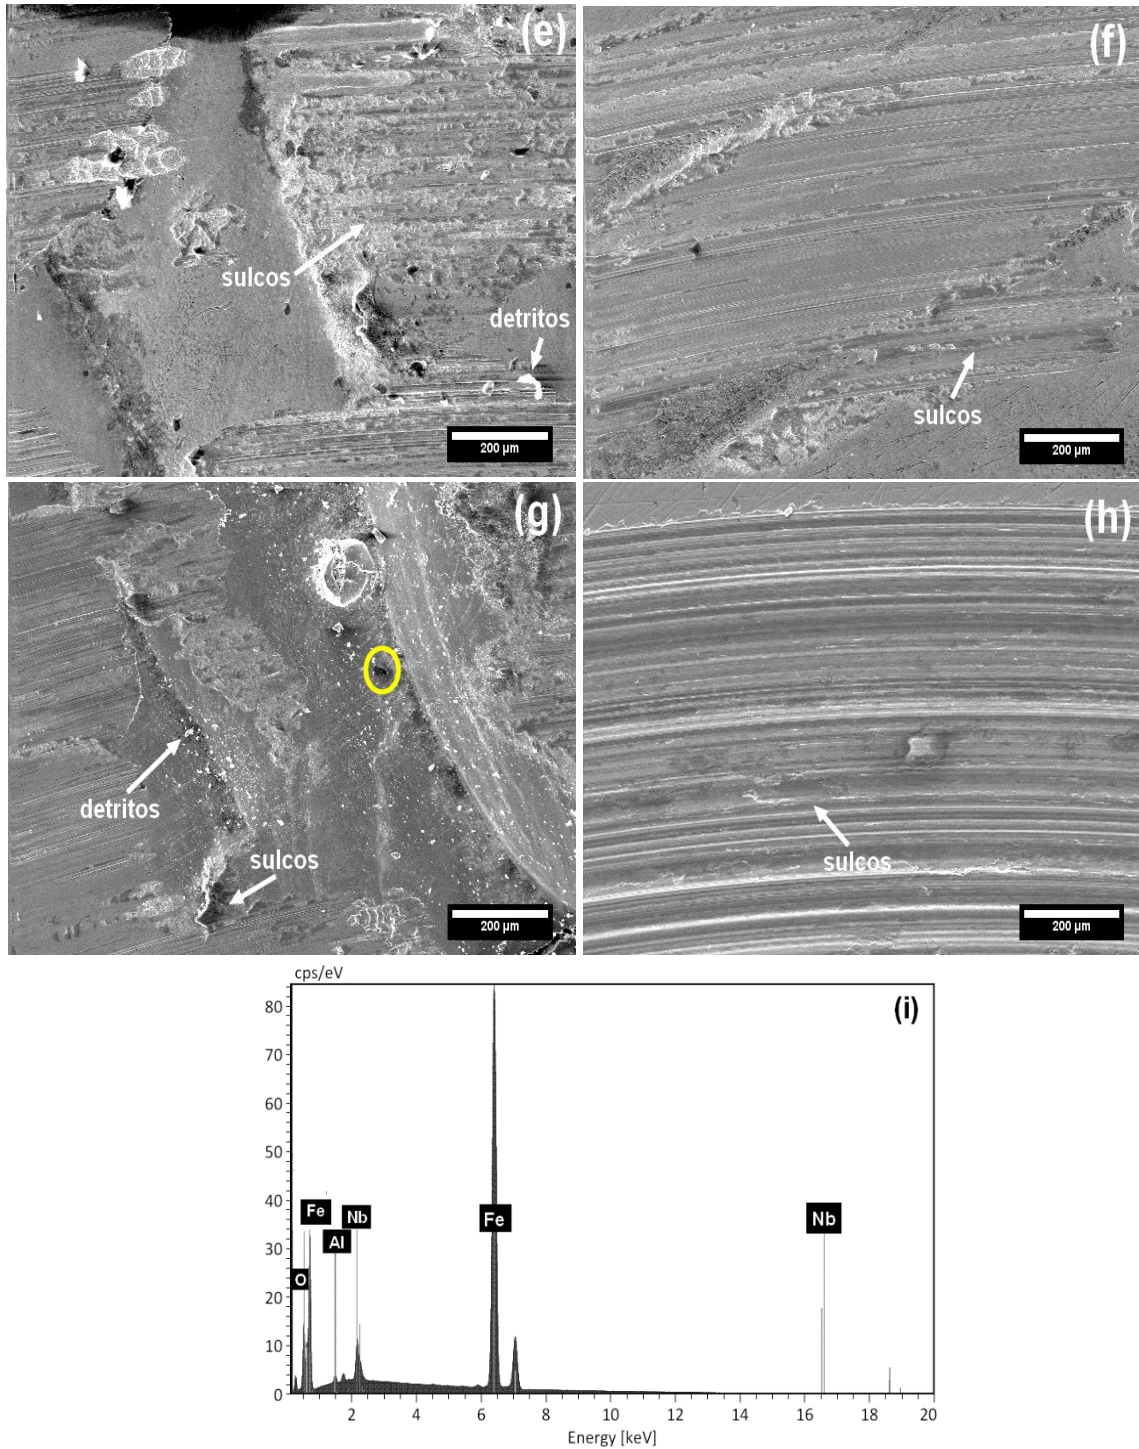 (e)
sulcos
detritos
200 µm
(f)
sulcos
200 µm
(g)
detritos
sulcos
200 µm
(h)
sulcos
200 µm
cps/eV
(i)
80
70
60
50
40
30
20
10
0
Fe
Nb
Al
O
Fe
Nb
2 4 6 8 10 12 14 16 18 20
Energy [keV]